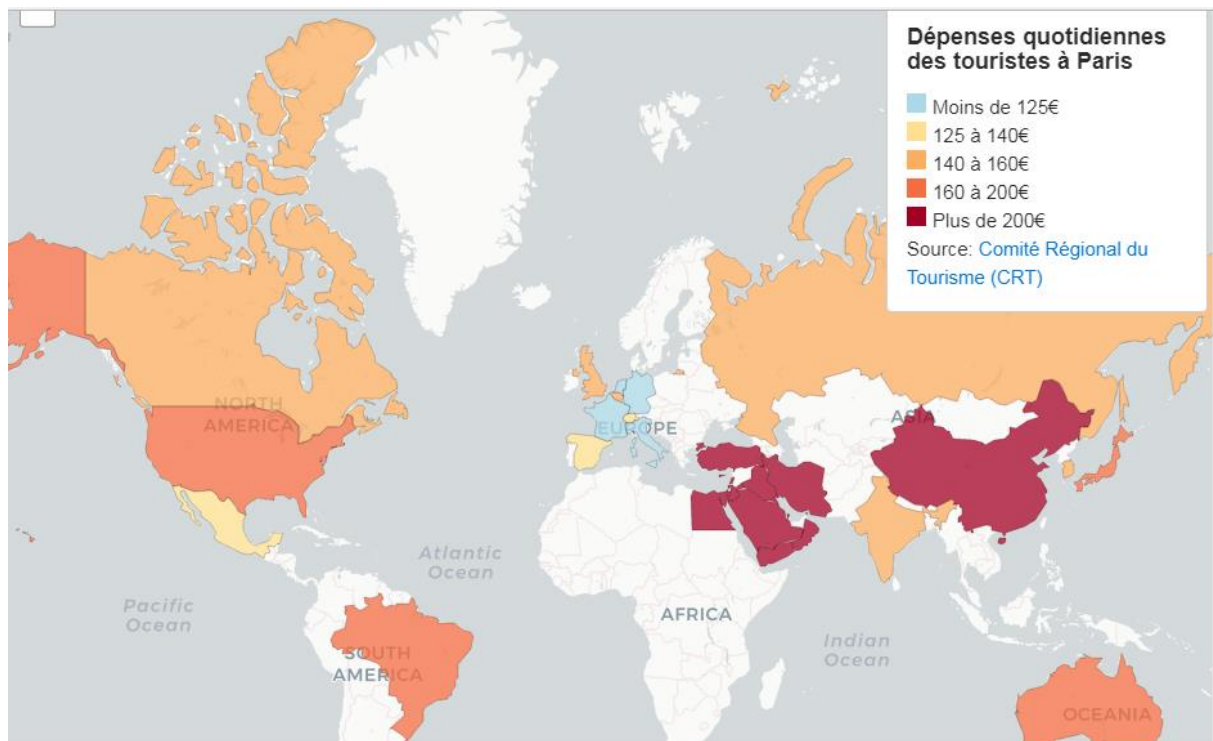 Dépenses quotidiennes
des touristes à Paris
Moins de 125€
125 à 140€
140 à 160€
160 à 200€
Plus de 200€
Source: Comité Régional du
Tourisme (CRT)
NORTH
AMERICA
EUROPE
ASIA
Atlantic
Ocean
Pacific
Ocean
AFRICA
Indian
Ocean
SOUTH
AMERICA
OCEANIA